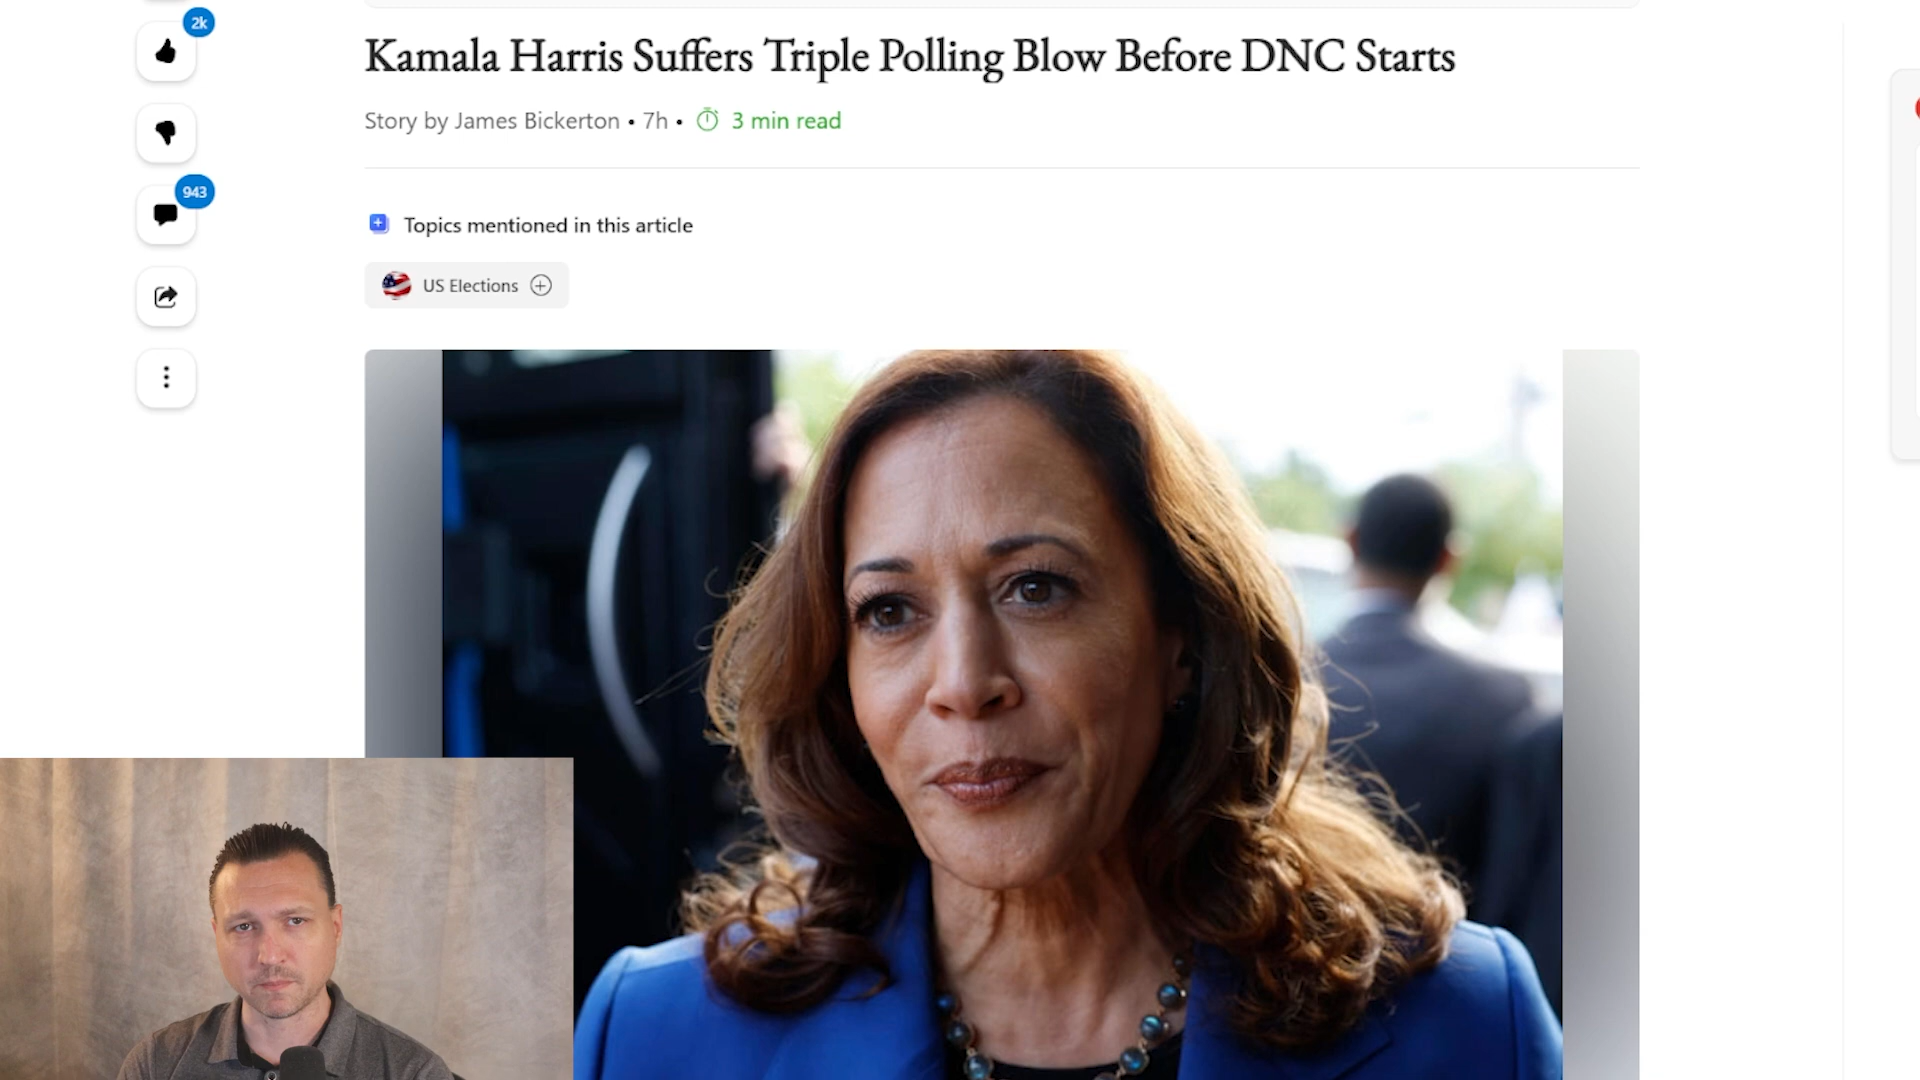 2k
Kamala Harris Suffers Triple Polling Blow Before DNC Starts
Story by James Bickerton • 7h • 3 min read
943
Topics mentioned in this article
US Elections